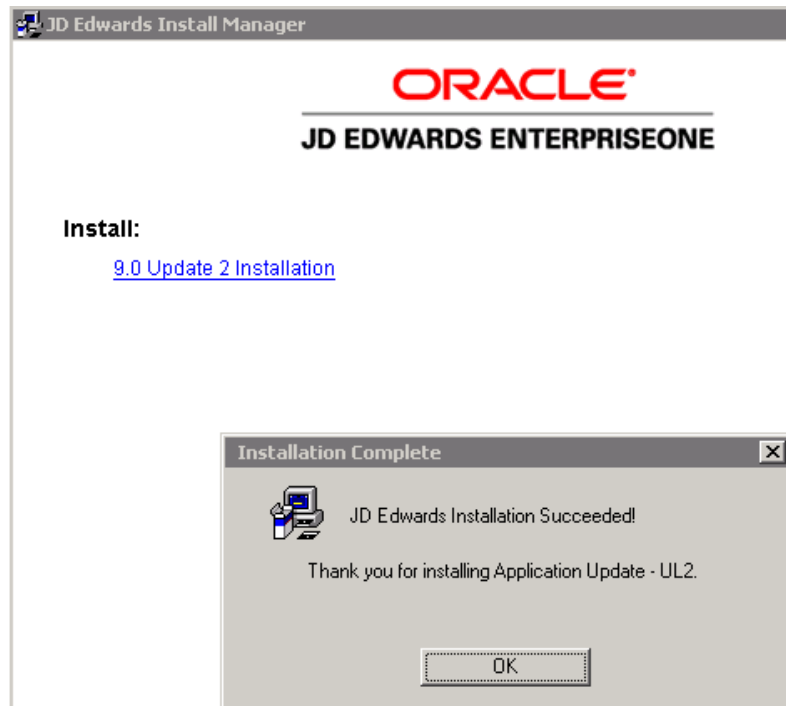 JD Edwards Install Manager
ORACLE
JD EDWARDS ENTERPRISEONE
Install:
9.0 Update 2 Installation
Installation Complete
JD Edwards Installation Succeeded!
Thank you for installing Application Update - UL2.
OK